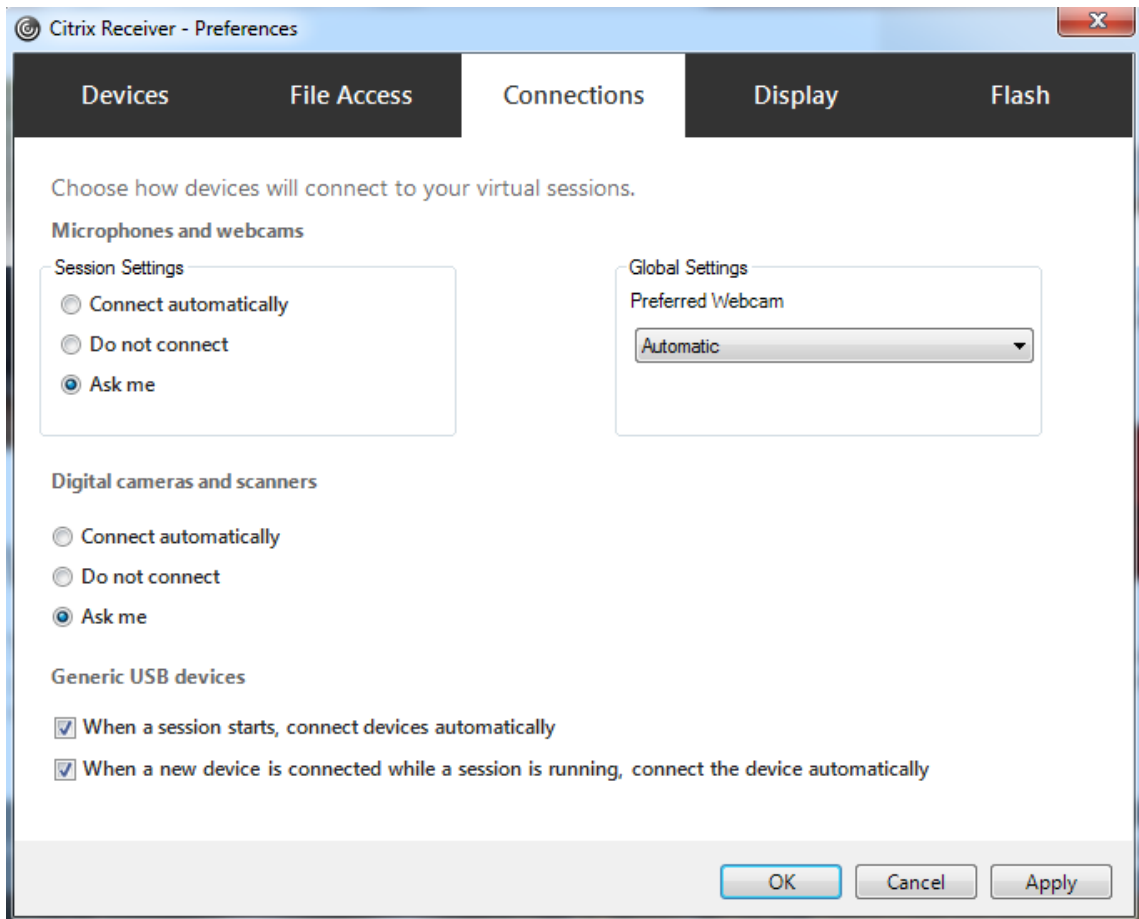 Citrix Receiver - Preferences
Devices
File Access
Connections
Display
Flash
Choose how devices will connect to your virtual sessions.
Microphones and webcams
Session Settings
Connect automatically
Do not connect
Ask me
Global Settings
Preferred Webcam
Automatic
Digital cameras and scanners
Connect automatically
Do not connect
Ask me
Generic USB devices
When a session starts, connect devices automatically
When a new device is connected while a session is running, connect the device automatically
OK
Cancel
Apply